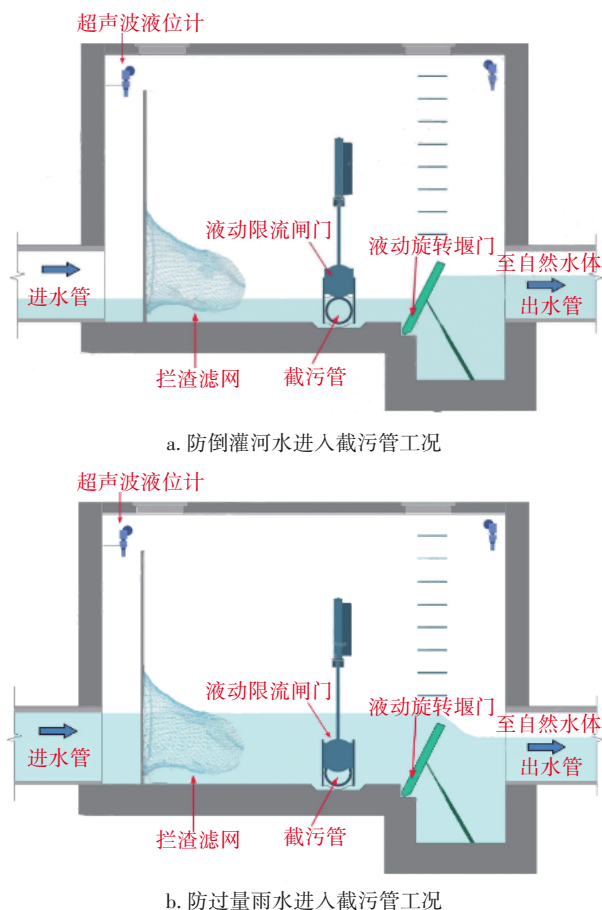 超声波液位计
液动限流闸门
液动旋转堰门
至自然水体
进水管
出水管
拦渣滤网
截污管
a. 防倒灌河水进入截污管工况
超声波液位计
液动限流闸门
液动旋转堰门
至自然水体
进水管
出水管
拦渣滤网
截污管
b. 防过量雨水进入截污管工况